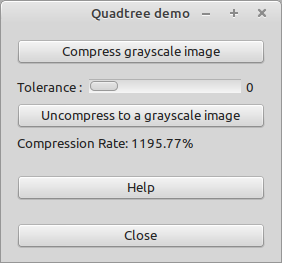 Quadtree demo
Compress grayscale image
Tolerance : 0
Uncompress to a grayscale image
Compression Rate: 1195.77%
Help
Close